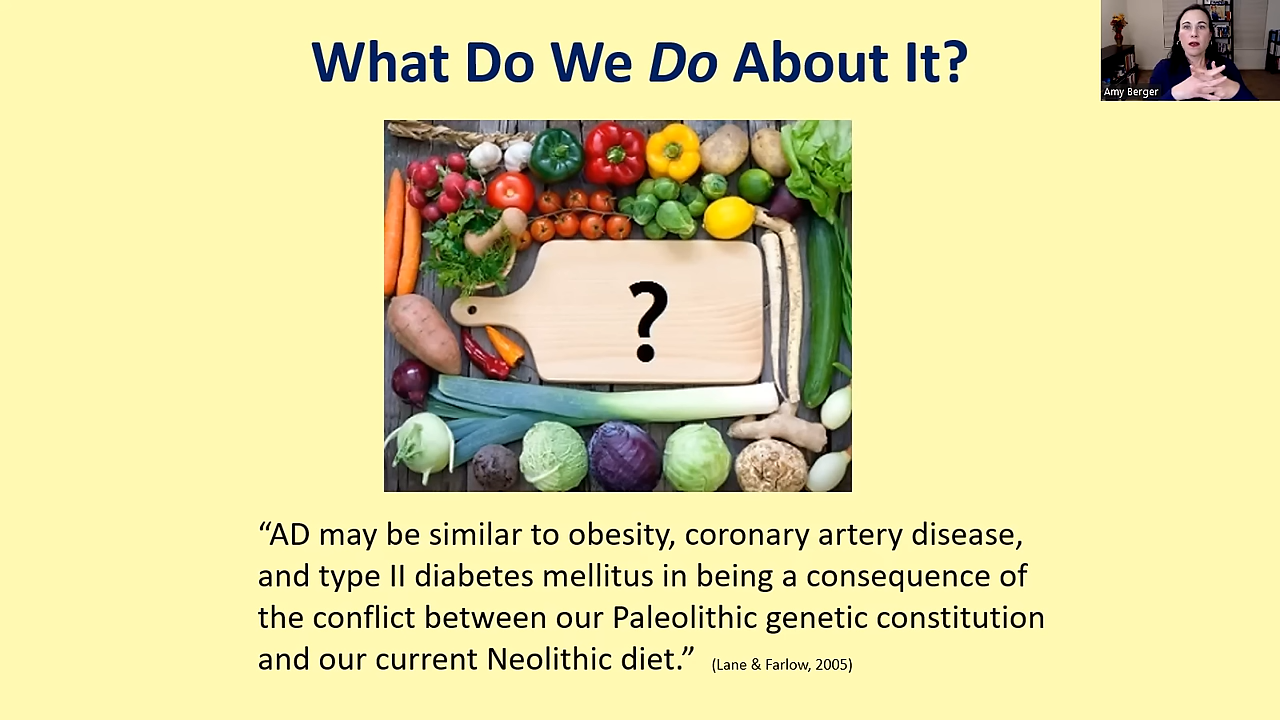 What Do We Do About It?
Amy Berger
?
“AD may be similar to obesity, coronary artery disease,
and type II diabetes mellitus in being a consequence of
the conflict between our Paleolithic genetic constitution
and our current Neolithic diet.” (Lane & Farlow, 2005)